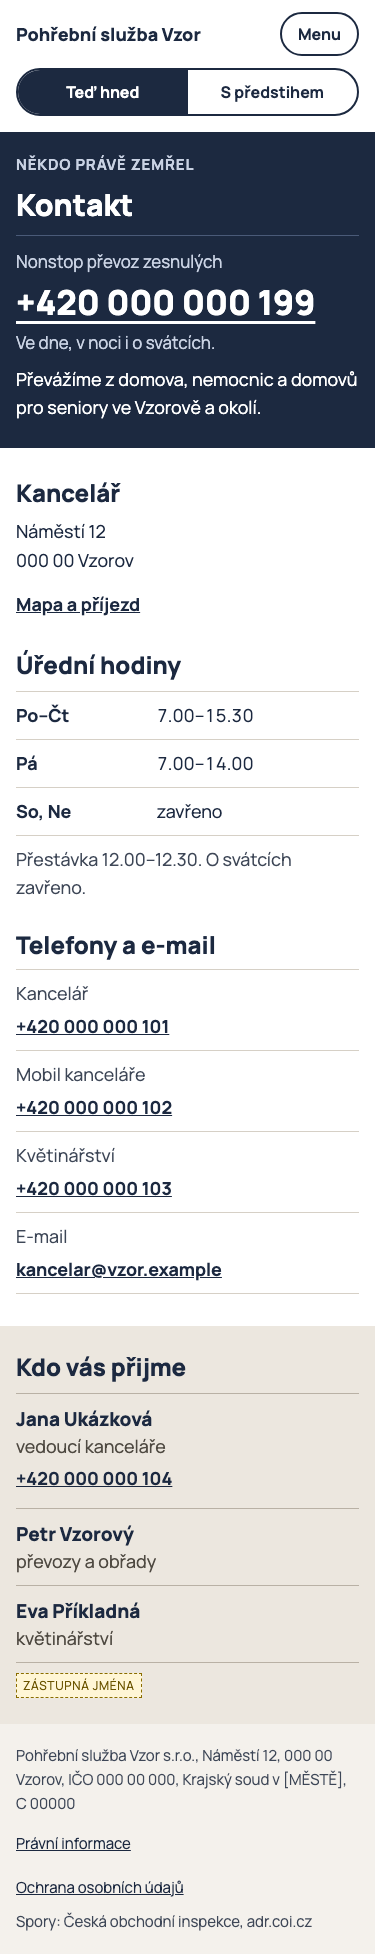 Pohřební služba Vzor
Menu
Teď hned
S předstihem
NĚKDO PRÁVĚ ZEMŘEL
Kontakt
Nonstop převoz zesnulých
+420 000 000 199
Ve dne, v noci i o svátcích.
Převážíme z domova, nemocnic a domovů
pro seniory ve Vzorově a okolí.
Kancelář
Náměstí 12
000 00 Vzorov
Mapa a příjezd
Úřední hodiny
Po–Čt 7.00–15.30
Pá 7.00–14.00
So, Ne zavřeno
Přestávka 12.00–12.30. O svátcích
zavřeno.
Telefony a e-mail
Kancelář
+420 000 000 101
Mobil kanceláře
+420 000 000 102
Květinářství
+420 000 000 103
E-mail
kancelar@vzor.example
Kdo vás přijme
Jana Ukázková
vedoucí kanceláře
+420 000 000 104
Petr Vzorový
převozy a obřady
Eva Příkladná
květinářství
ZÁSTUPNÁ JMÉNA
Pohřební služba Vzor s.r.o., Náměstí 12, 000 00
Vzorov, IČO 000 00 000, Krajský soud v [MĚSTĚ],
C 00000
Právní informace
Ochrana osobních údajů
Spory: Česká obchodní inspekce, adr.coi.cz